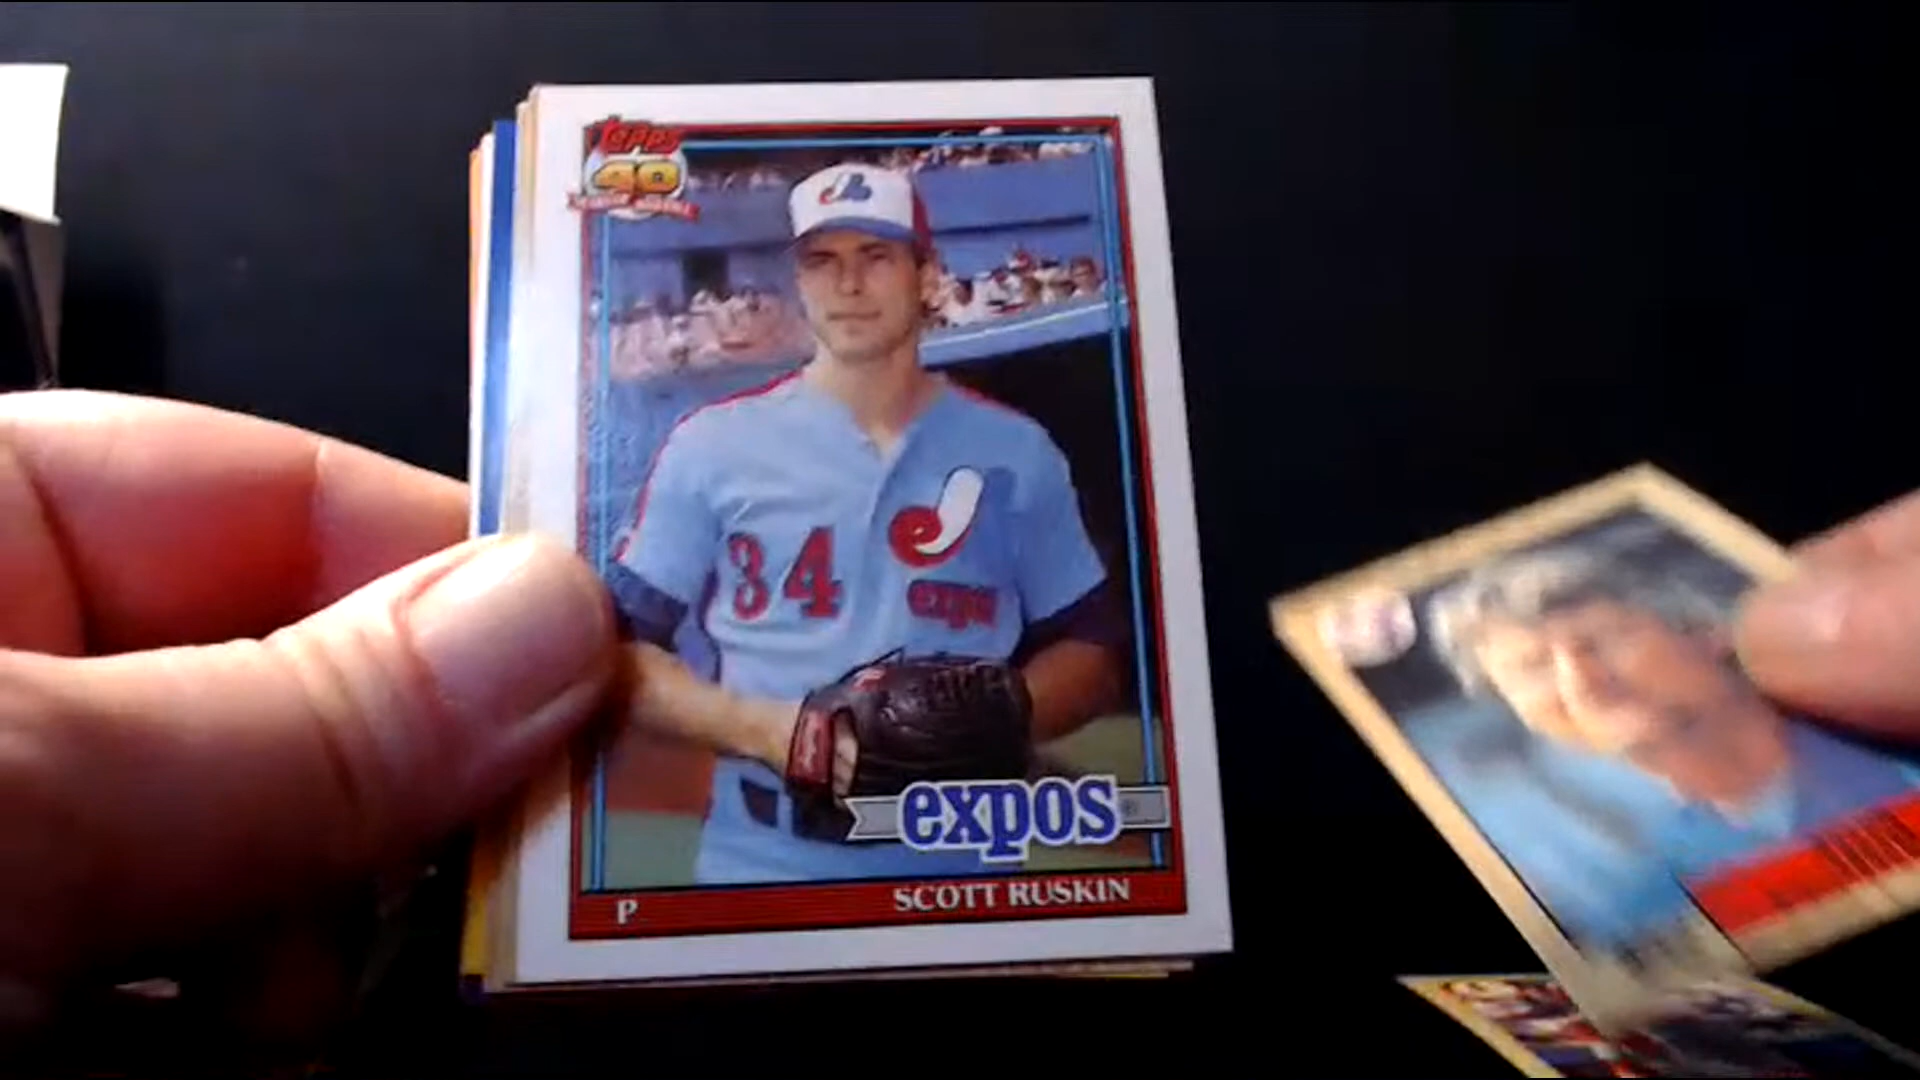 Topps
40
34
expos
expos
P
SCOTT RUSKIN